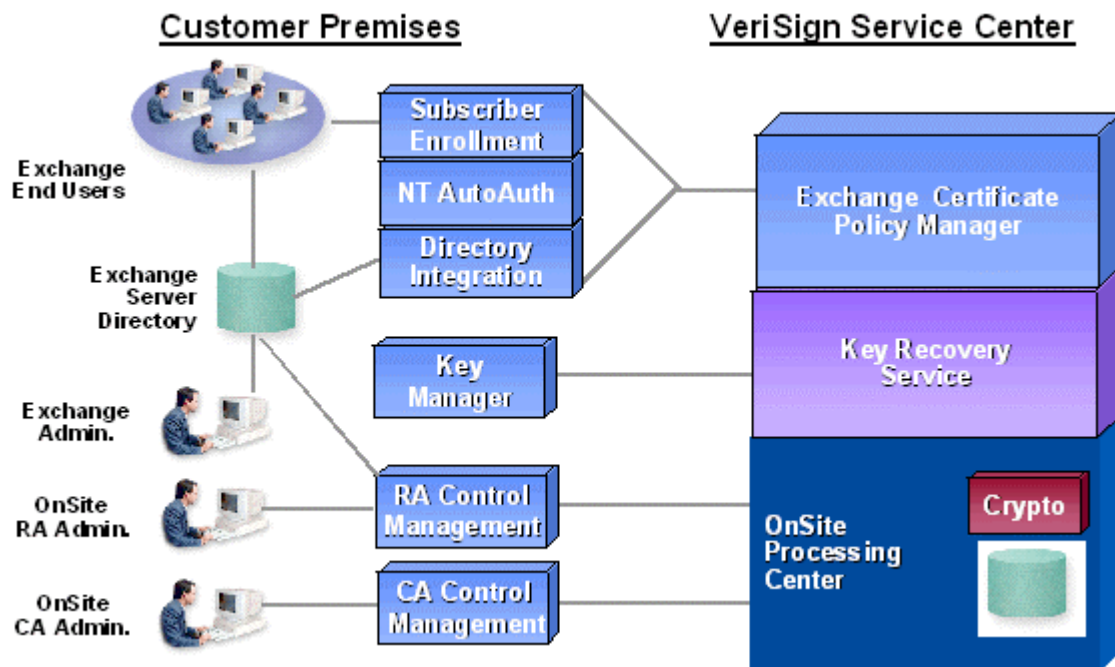 Customer Premises
VeriSign Service Center
Exchange
End Users
Subscriber
Enrollment
NT AutoAuth
Directory
Integration
Exchange Certificate
Policy Manager
Exchange
Server
Directory
Key
Manager
Key Recovery
Service
Exchange
Admin.
OnSite
RA Admin.
RA Control
Management
OnSite
Processing
Center
Crypto
OnSite
CA Admin.
CA Control
Management